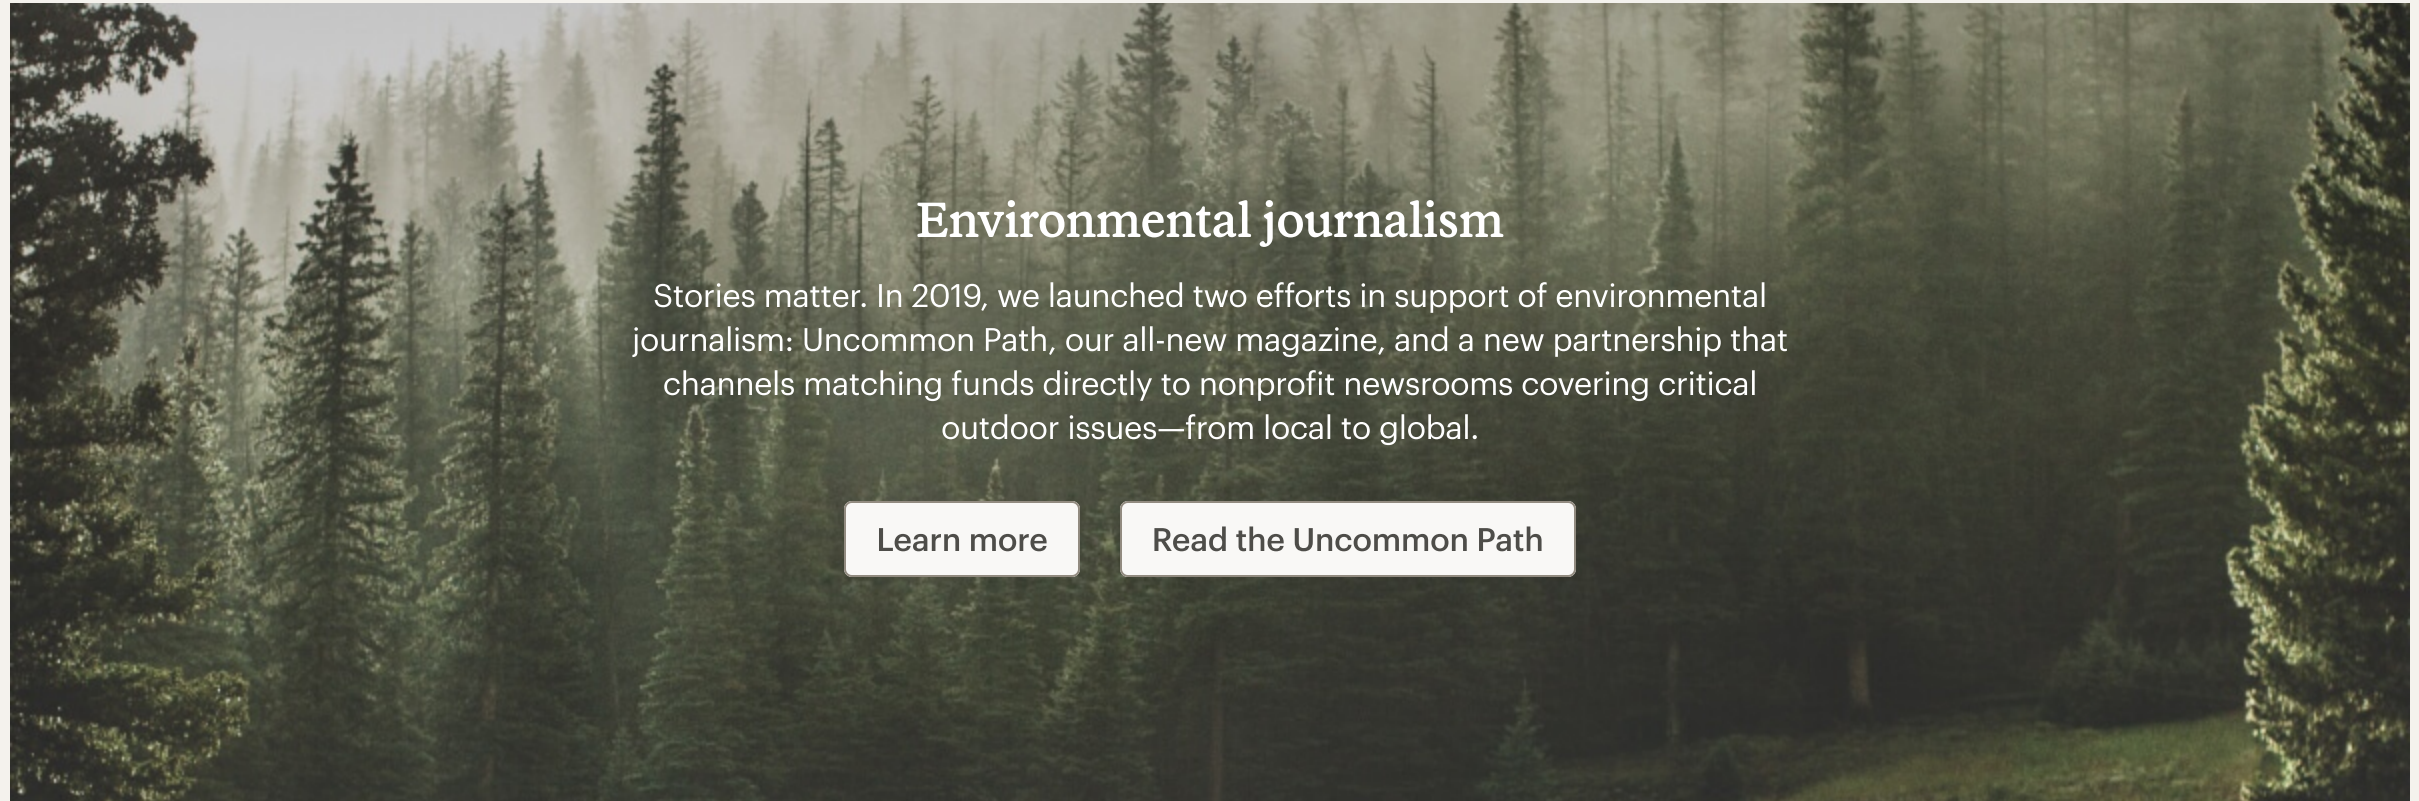 Environmental journalism
Stories matter. In 2019, we launched two efforts in support of environmental
journalism: Uncommon Path, our all-new magazine, and a new partnership that
channels matching funds directly to nonprofit newsrooms covering critical
outdoor issues—from local to global.
Learn more
Read the Uncommon Path